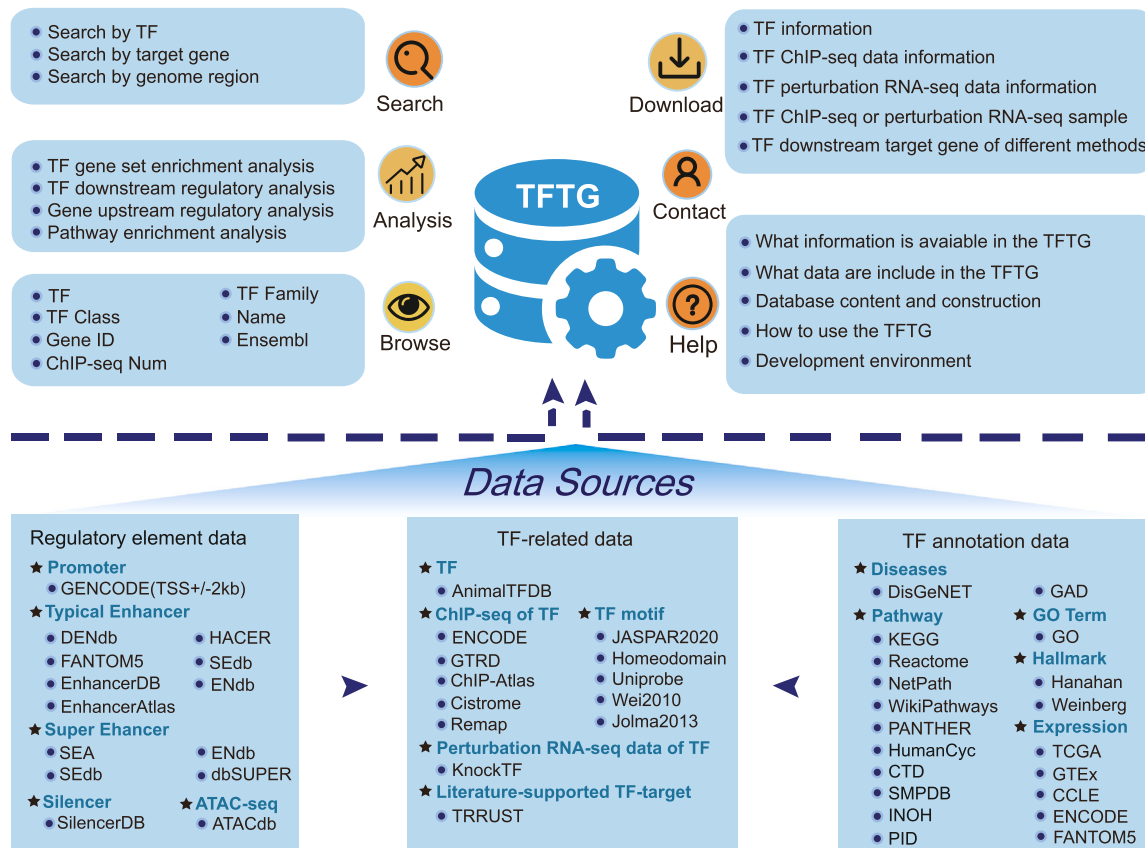 Search by TF
Search by target gene
Search by genome region
Search
TF gene set enrichment analysis
TF downstream regulatory analysis
Gene upstream regulatory analysis
Pathway enrichment analysis
Analysis
TF
TF Class
Gene ID
ChIP-seq Num
TF Family
Name
Ensembl
Browse
TFTG
Download
TF information
TF ChIP-seq data information
TF perturbation RNA-seq data information
TF ChIP-seq or perturbation RNA-seq sample
TF downstream target gene of different methods
Contact
?
Help
What information is avaiable in the TFTG
What data are include in the TFTG
Database content and construction
How to use the TFTG
Development environment
Data Sources
Regulatory element data
Promoter
GENCODE(TSS+/-2kb)
Typical Enhancer
DENdb
FANTOM5
EnhancerDB
EnhancerAtlas
HACER
SEdb
ENdb
Super Ehancer
SEA
SEdb
ENdb
dbSUPER
Silencer
SilencerDB
ATAC-seq
ATACdb
TF-related data
TF
AnimalTFDB
ChIP-seq of TF
ENCODE
GTRD
ChIP-Atlas
Cistrome
Remap
TF motif
JASPAR2020
Homeodomain
Uniprobe
Wei2010
Jolma2013
Perturbation RNA-seq data of TF
KnockTF
Literature-supported TF-target
TRRUST
TF annotation data
Diseases
DisGeNET
GAD
Pathway
KEGG
Reactome
NetPath
WikiPathways
PANTHER
HumanCyc
CTD
SMPDB
INOH
PID
GO Term
GO
Hallmark
Hanahan
Weinberg
Expression
TCGA
GTEx
CCLE
ENCODE
FANTOM5